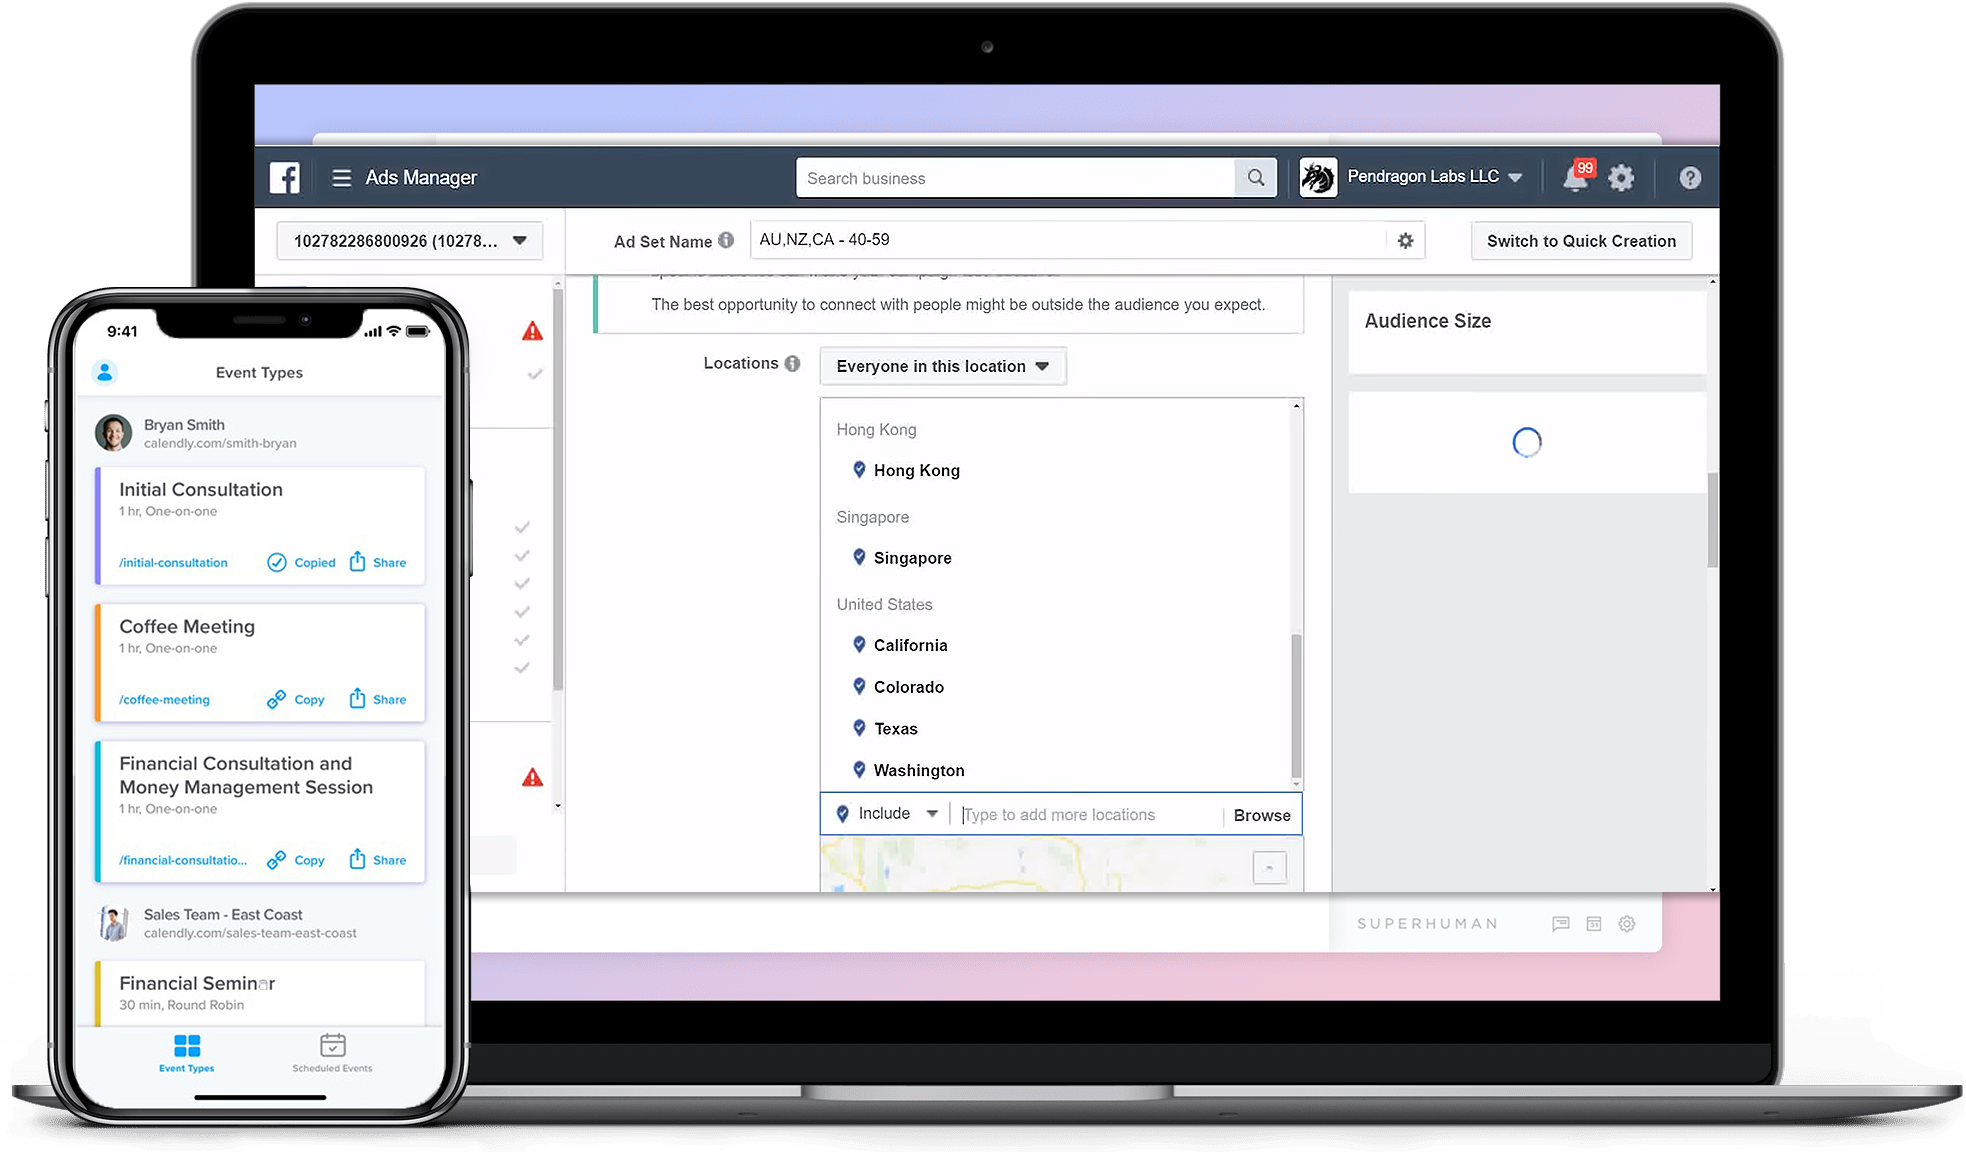 Ads Manager
Search business
Pendragon Labs LLC
99
102782286800926 (10278...
Ad Set Name
AU,NZ,CA - 40-59
Switch to Quick Creation
The best opportunity to connect with people might be outside the audience you expect.
Audience Size
Locations
Everyone in this location
Hong Kong
Hong Kong
Singapore
Singapore
United States
California
Colorado
Texas
Washington
Include
Type to add more locations
Browse
SUPERHUMAN
31
9:41
Event Types
Bryan Smith
calendly.com/smith-bryan
Initial Consultation
1 hr, One-on-one
/initial-consultation
Copied
Share
Coffee Meeting
1 hr, One-on-one
/coffee-meeting
Copy
Share
Financial Consultation and
Money Management Session
1 hr, One-on-one
/financial-consultatio...
Copy
Share
Sales Team - East Coast
calendly.com/sales-team-east-coast
Financial Seminar
30 min, Round Robin
Event Types
Scheduled Events